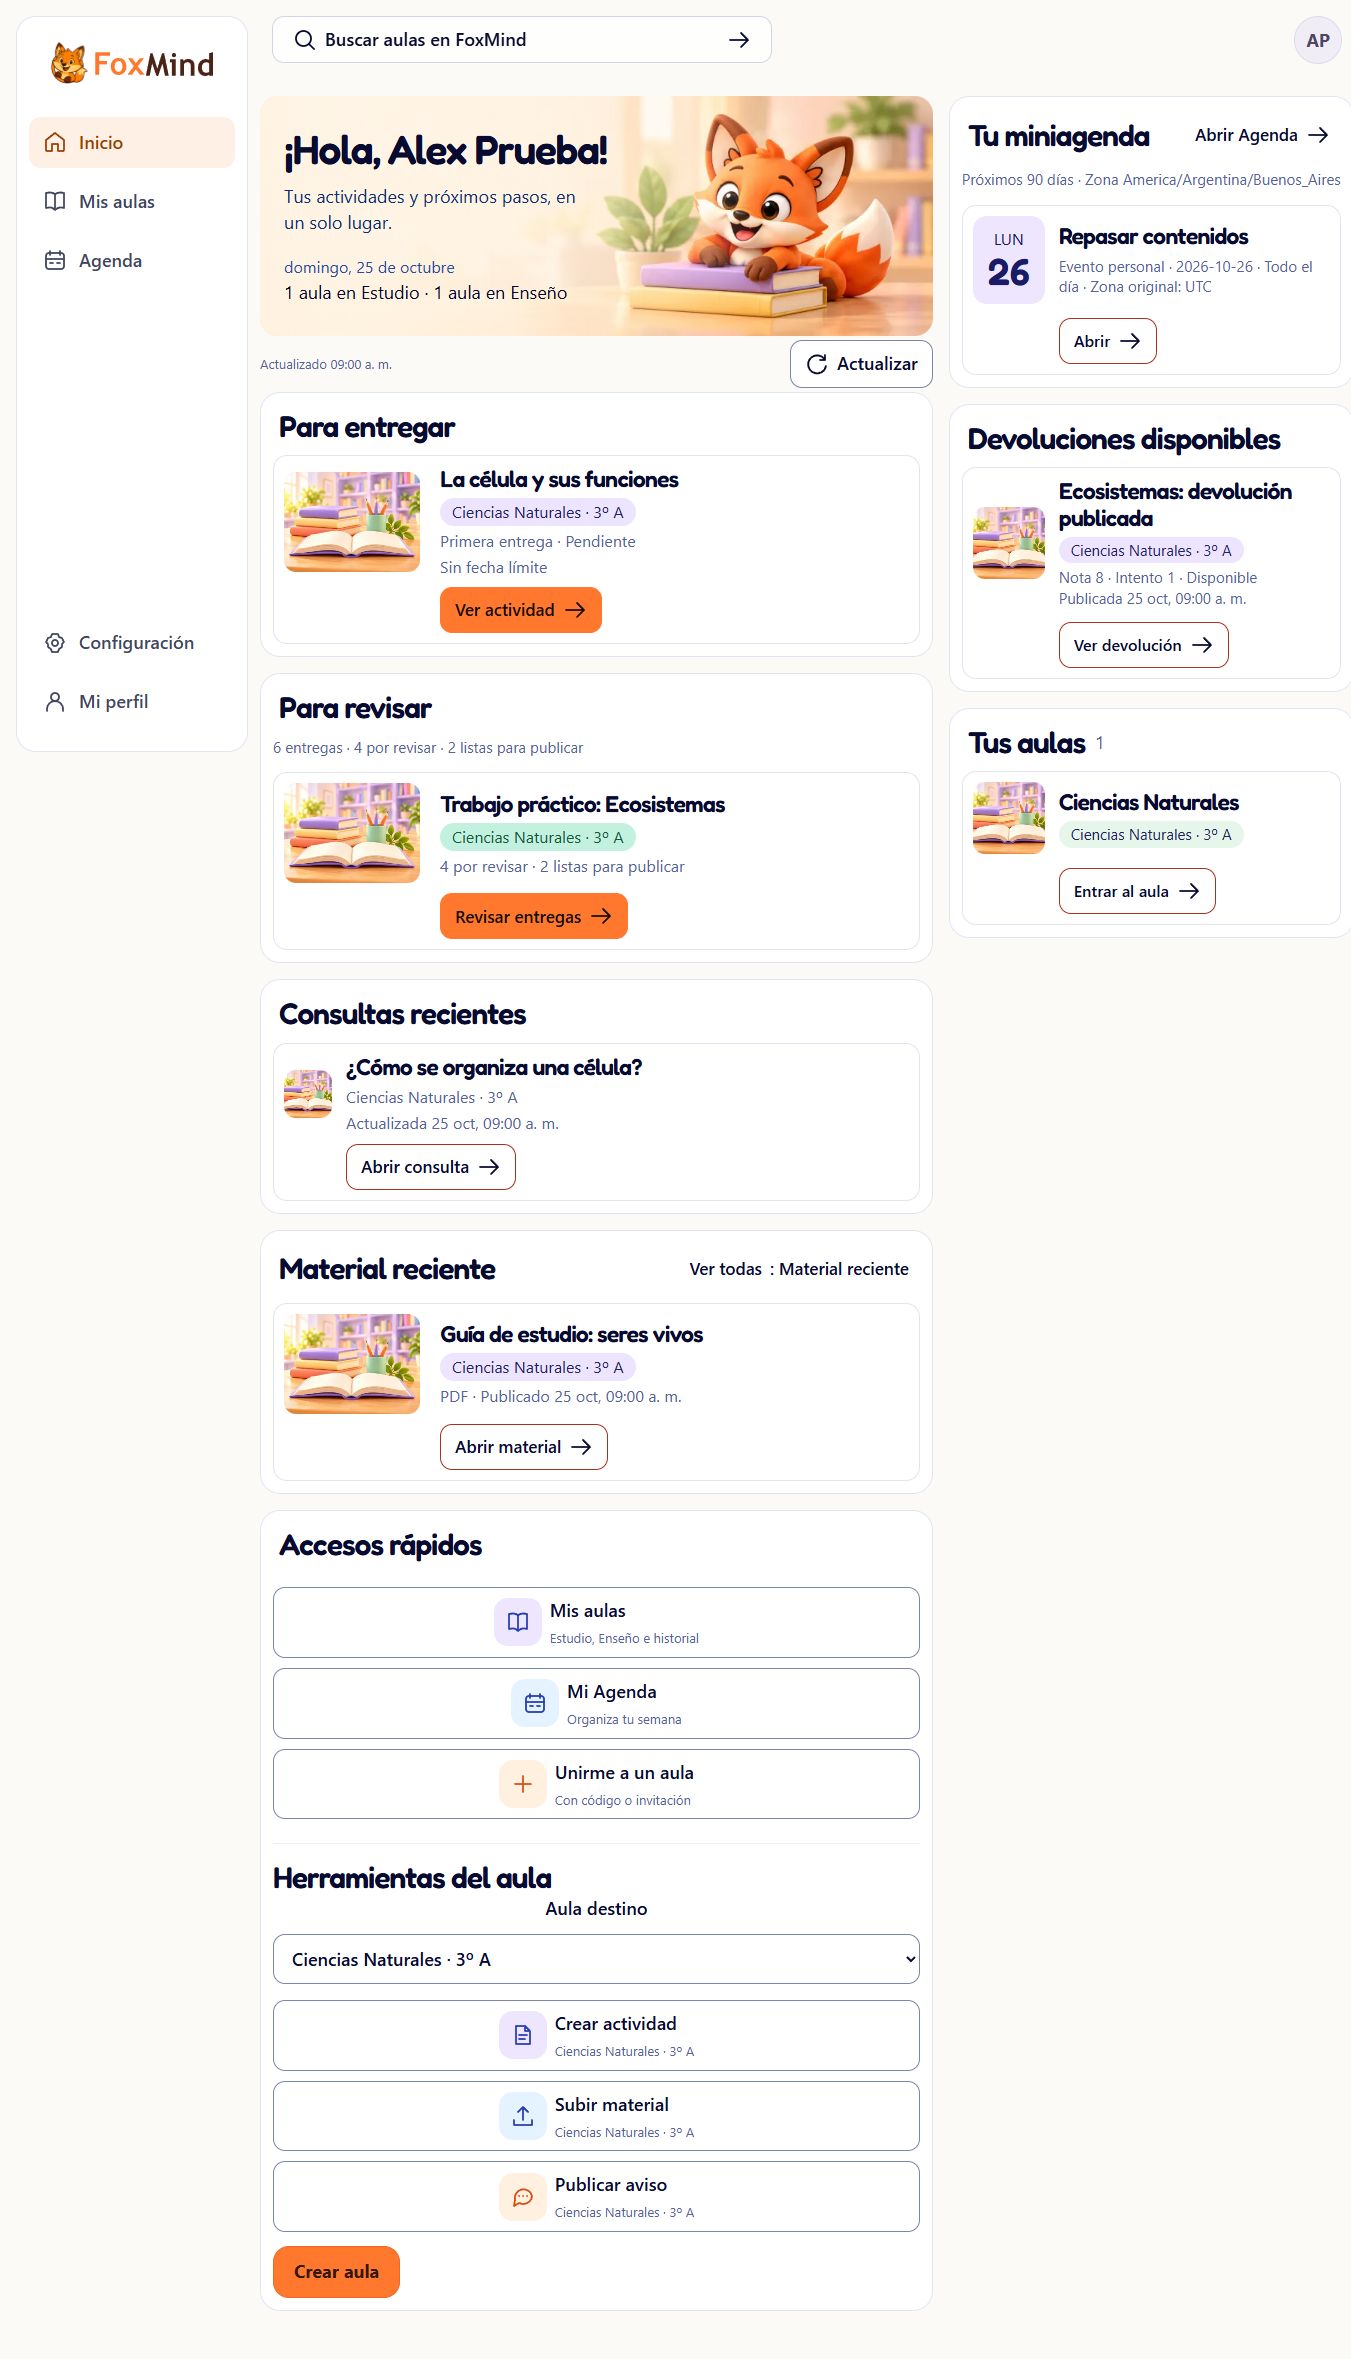 FoxMind
Inicio
Mis aulas
Agenda
Configuración
Mi perfil
Buscar aulas en FoxMind
AP
¡Hola, Alex Prueba!
Tus actividades y próximos pasos, en
un solo lugar.
domingo, 25 de octubre
1 aula en Estudio · 1 aula en Enseño
Actualizado 09:00 a. m.
Actualizar
Para entregar
La célula y sus funciones
Ciencias Naturales · 3º A
Primera entrega · Pendiente
Sin fecha límite
Ver actividad
Para revisar
6 entregas · 4 por revisar · 2 listas para publicar
Trabajo práctico: Ecosistemas
Ciencias Naturales · 3º A
4 por revisar · 2 listas para publicar
Revisar entregas
Consultas recientes
¿Cómo se organiza una célula?
Ciencias Naturales · 3º A
Actualizada 25 oct, 09:00 a. m.
Abrir consulta
Material reciente
Ver todas : Material reciente
Guía de estudio: seres vivos
Ciencias Naturales · 3º A
PDF · Publicado 25 oct, 09:00 a. m.
Abrir material
Accesos rápidos
Mis aulas
Estudio, Enseño e historial
Mi Agenda
Organiza tu semana
Unirme a un aula
Con código o invitación
Herramientas del aula
Aula destino
Ciencias Naturales · 3º A
Crear actividad
Ciencias Naturales · 3º A
Subir material
Ciencias Naturales · 3º A
Publicar aviso
Ciencias Naturales · 3º A
Crear aula
Tu miniagenda
Abrir Agenda
Próximos 90 días · Zona America/Argentina/Buenos_Aires
LUN
26
Repasar contenidos
Evento personal · 2026-10-26 · Todo el
día · Zona original: UTC
Abrir
Devoluciones disponibles
Ecosistemas: devolución
publicada
Ciencias Naturales · 3º A
Nota 8 · Intento 1 · Disponible
Publicada 25 oct, 09:00 a. m.
Ver devolución
Tus aulas 1
Ciencias Naturales
Ciencias Naturales · 3º A
Entrar al aula